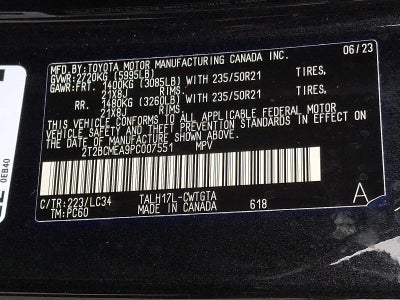 MFD.BY:TOYOTA MOTOR MANUFACTURING CANADA INC. 06/23
GVWR:2720KG (5995LB)
GAWR:FRT. 1400KG (3085LB) WITH 235/50R21 TIRES,
21X8J RIMS
RR. 1480KG (3260LB) WITH 235/50R21 TIRES,
21X8J RIMS
THIS VEHICLE CONFORMS TO ALL APPLICABLE FEDERAL MOTOR
VEHICLE SAFETY AND THEFT PREVENTION STANDARDS IN EFFECT ON
THE DATE OF MANUFACTURE SHOWN ABOVE.
2T2BCMEA9PC007551 MPV
C/TR:223/LC34 TALH17L-CWTGTA A
TM:PC60 MADE IN CANADA 618
0EB40